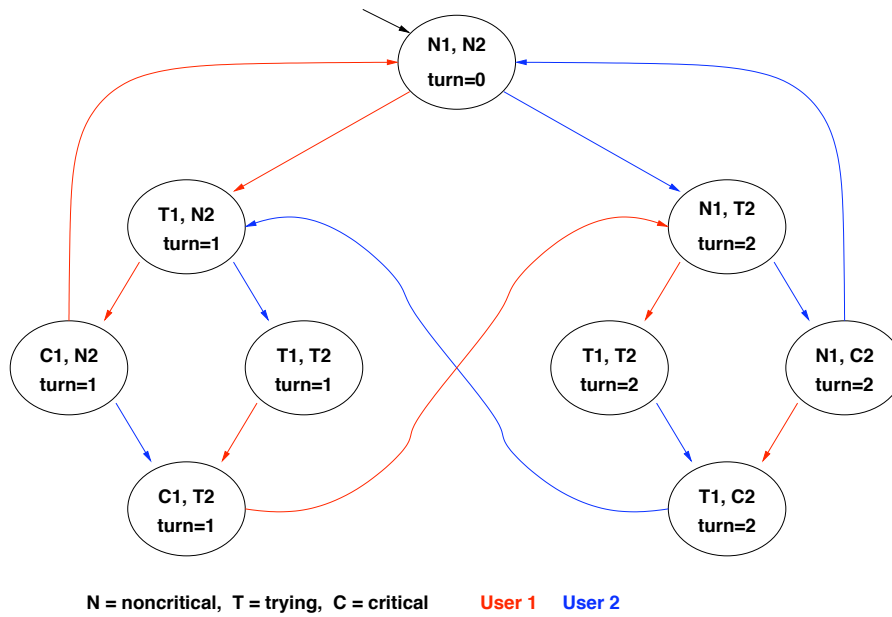 N1, N2
turn=0
T1, N2
turn=1
N1, T2
turn=2
C1, N2
turn=1
T1, T2
turn=1
T1, T2
turn=2
N1, C2
turn=2
C1, T2
turn=1
T1, C2
turn=2
N = noncritical, T = trying, C = critical User 1 User 2